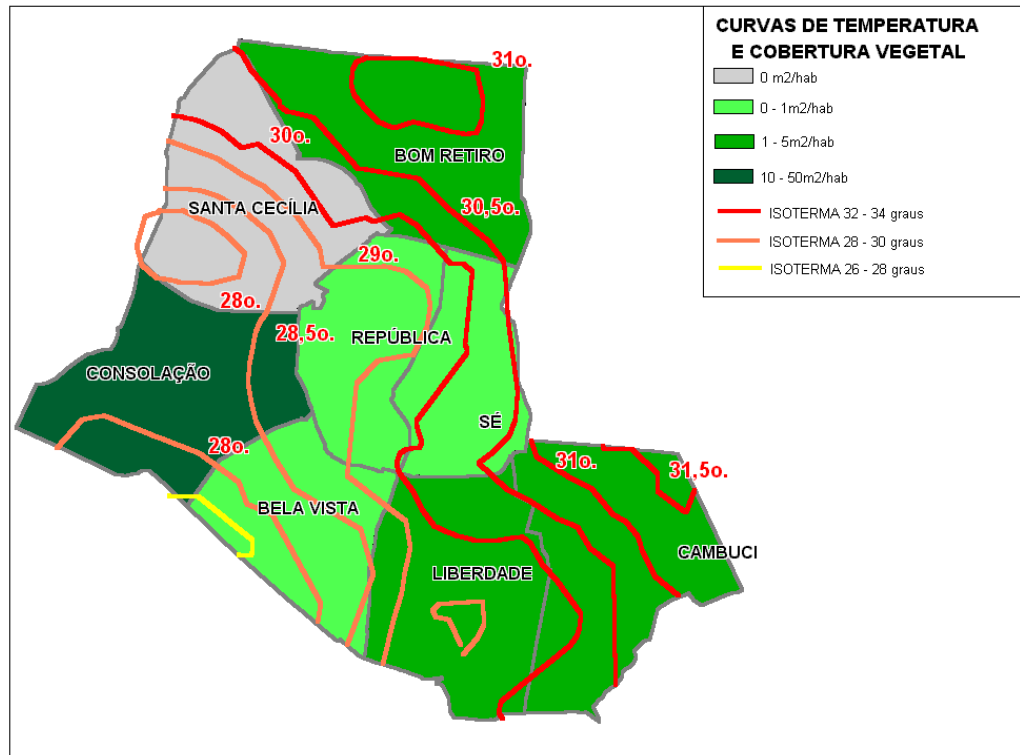 CURVAS DE TEMPERATURA
E COBERTURA VEGETAL
0 m2/hab
0 - 1m2/hab
1 - 5m2/hab
10 - 50m2/hab
ISOTERMA 32 - 34 graus
ISOTERMA 28 - 30 graus
ISOTERMA 26 - 28 graus
31o.
30o.
BOM RETIRO
SANTA CECÍLIA
30,5o.
29o.
28o.
28,5o.
REPÚBLICA
CONSOLAÇÃO
SÉ
28o.
31o.
31,5o.
BELA VISTA
CAMBUCI
LIBERDADE